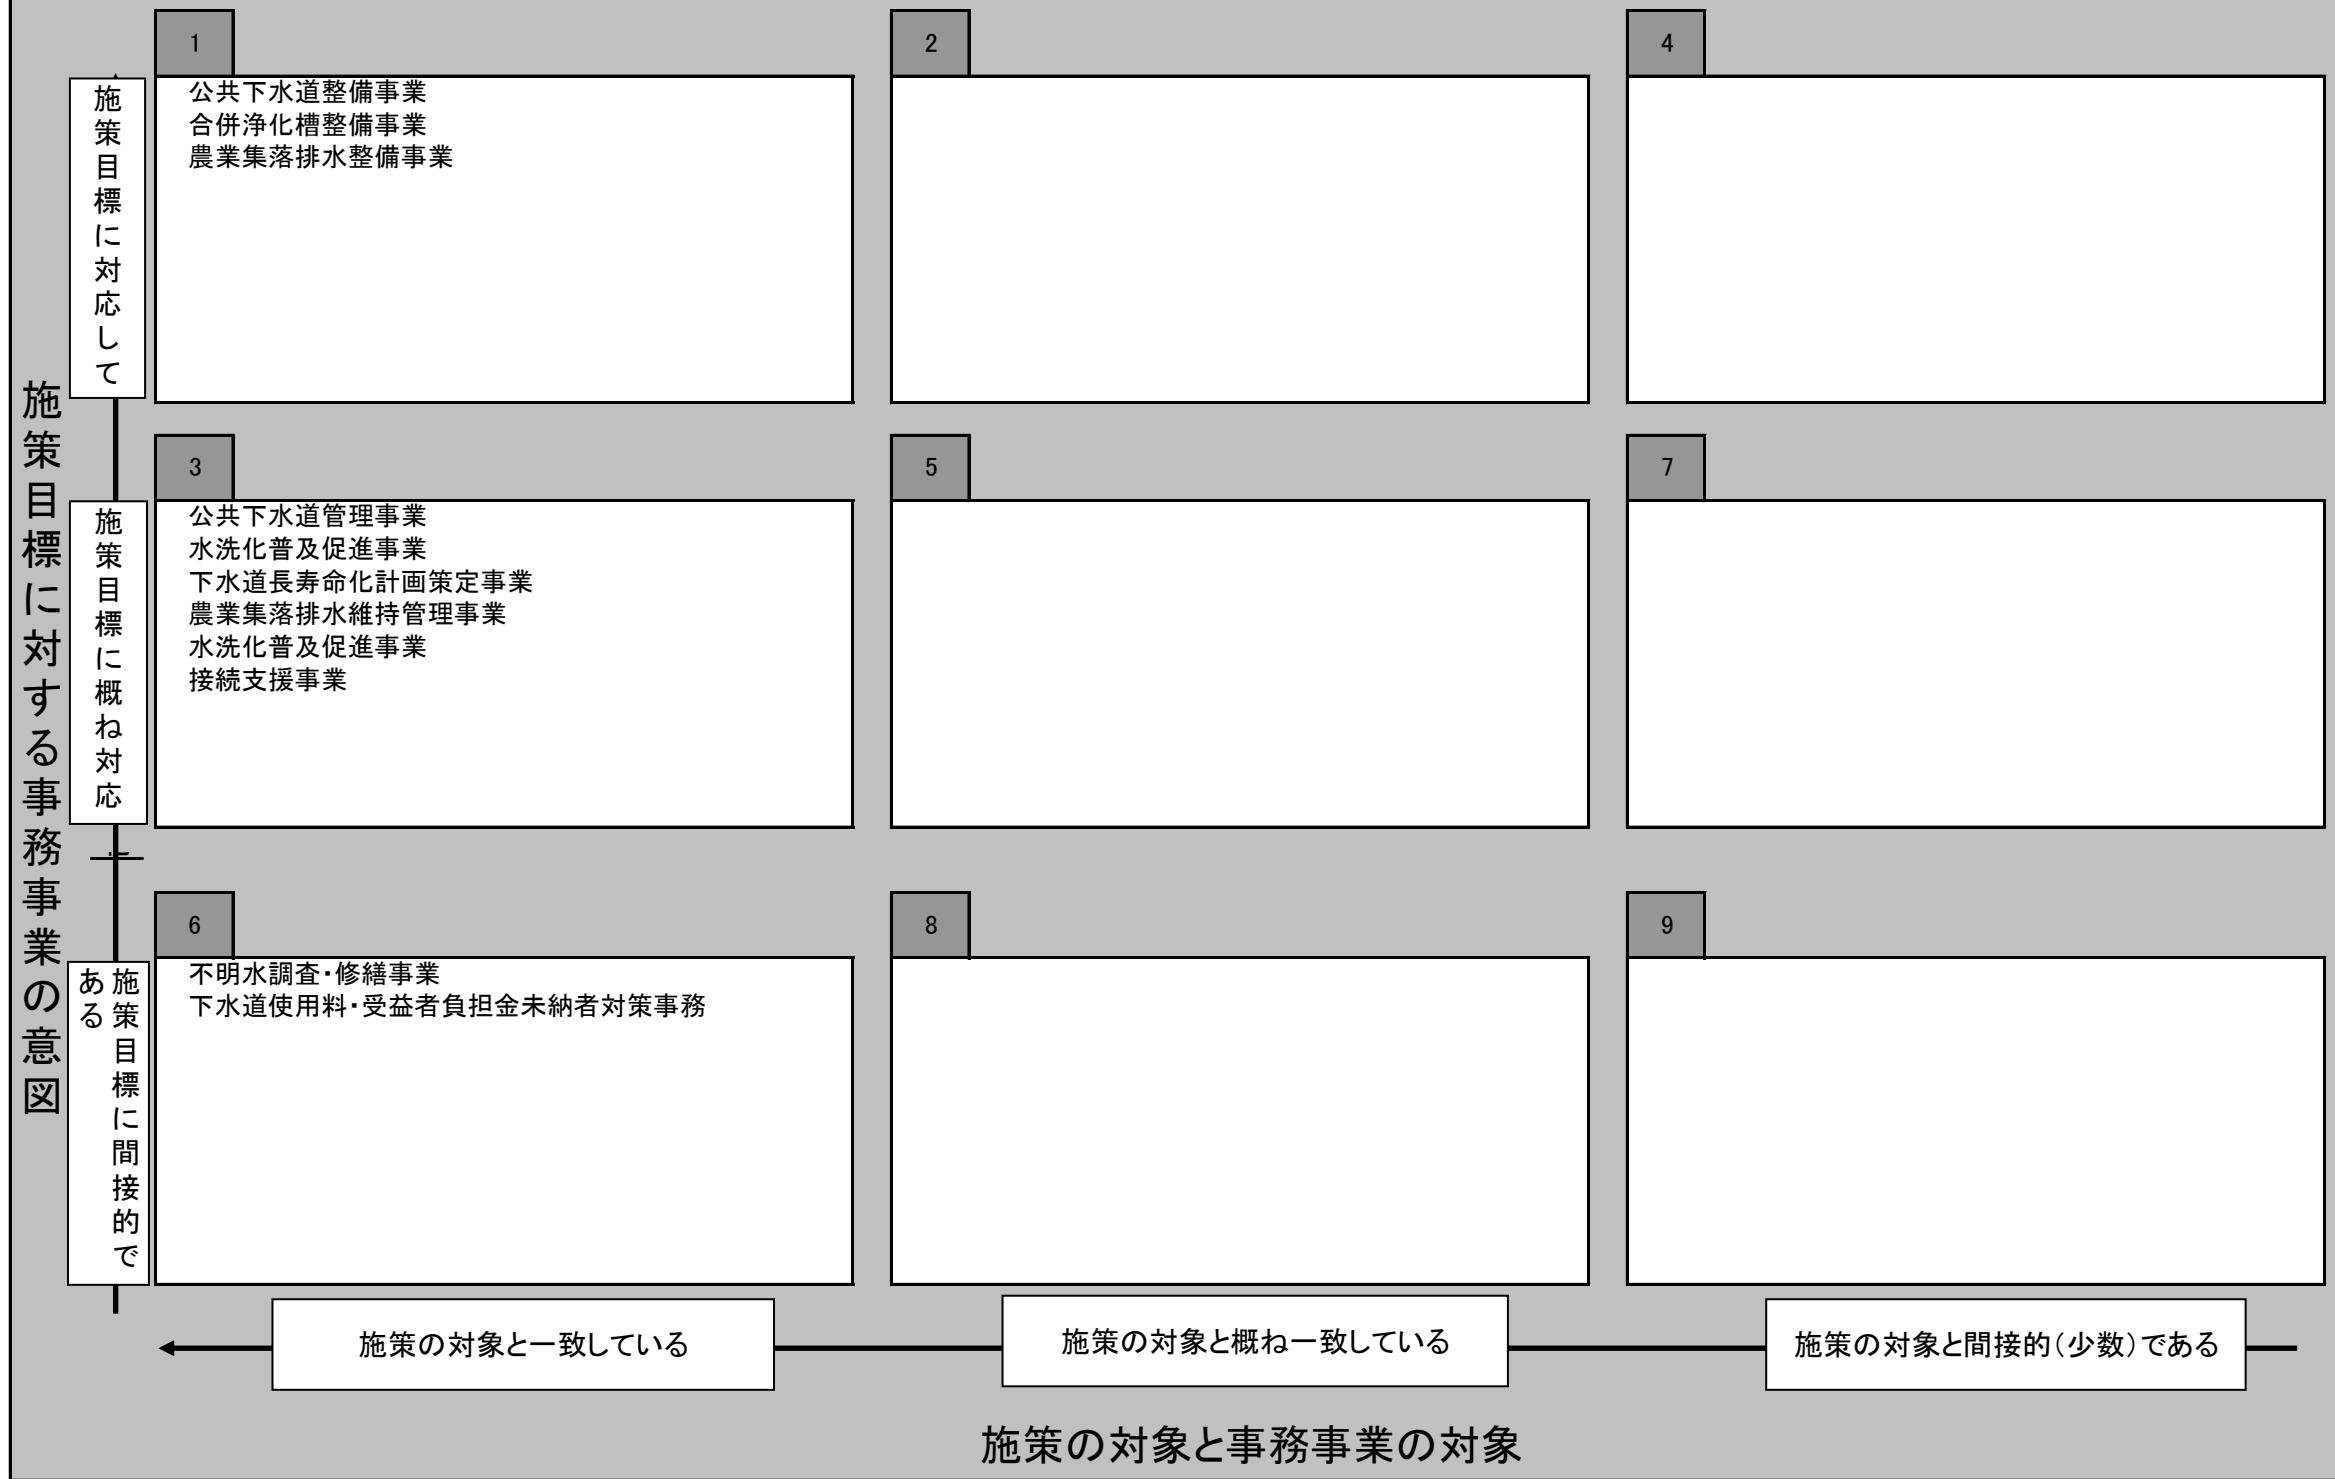 1
2
4
施策目標に対応して
公共下水道整備事業
合併浄化槽整備事業
農業集落排水整備事業
施策目標に対する事務事業の意図
3
5
7
施策目標に概ね対応
公共下水道管理事業
水洗化普及促進事業
下水道長寿命化計画策定事業
農業集落排水維持管理事業
水洗化普及促進事業
接続支援事業
6
8
9
施策目標に間接的で
ある
不明水調査・修繕事業
下水道使用料・受益者負担金未納者対策事務
施策の対象と一致している
施策の対象と概ね一致している
施策の対象と間接的(少数)である
施策の対象と事務事業の対象